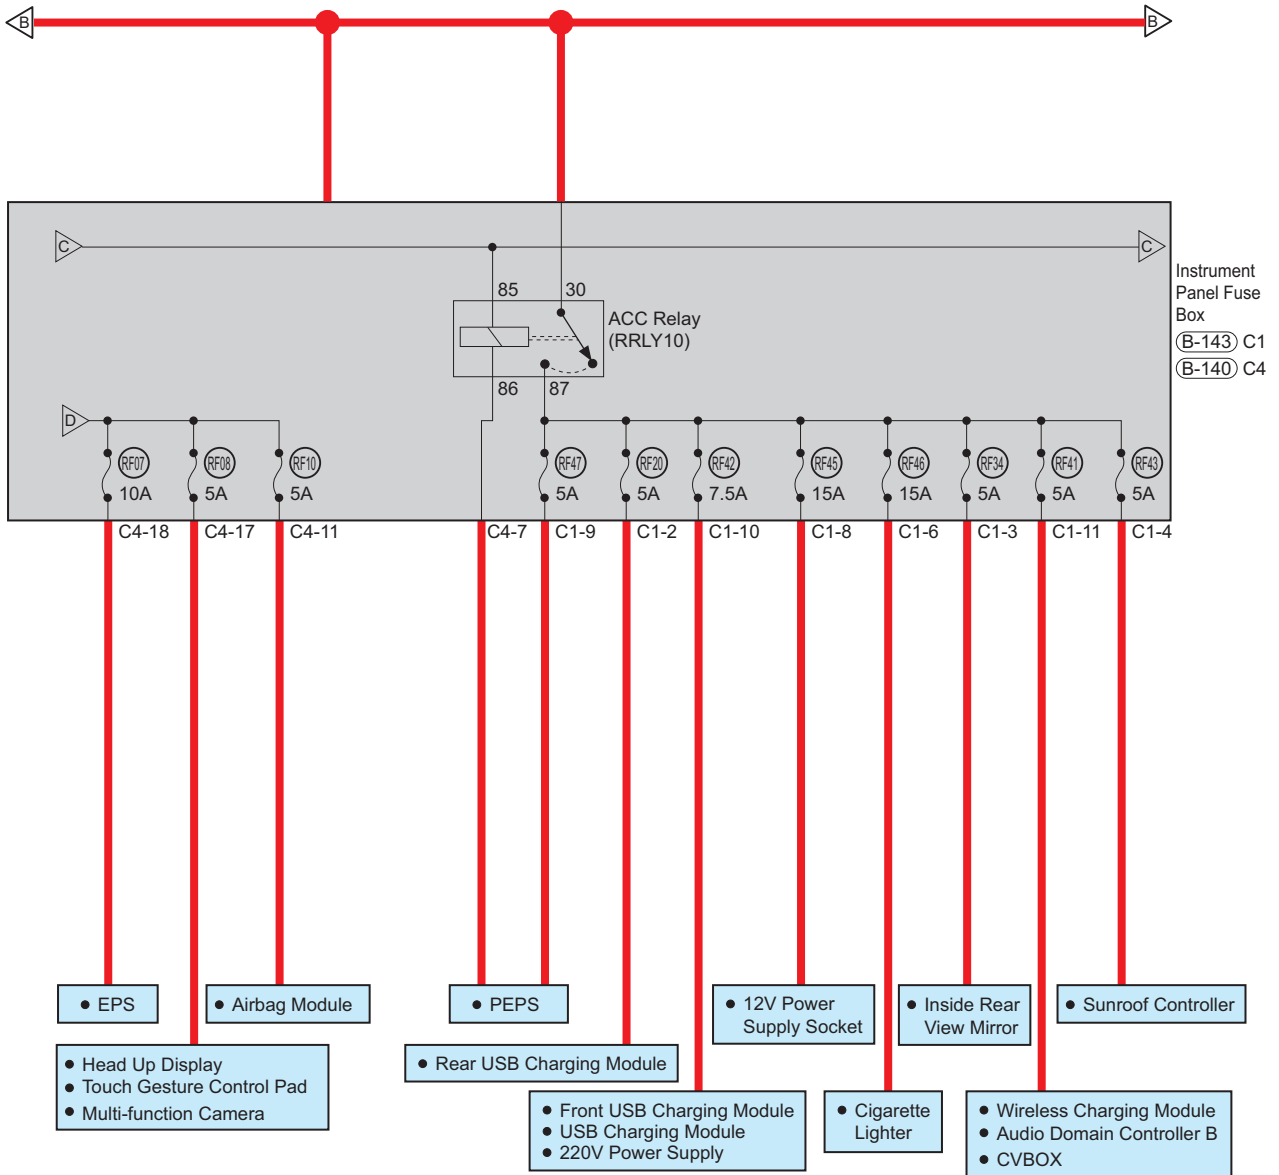 B
B
C
C
Instrument
Panel Fuse
Box
B-143 C1
B-140 C4
85
30
ACC Relay
(RRLY10)
86
87
D
RF07
10A
RF08
5A
RF10
5A
RF47
5A
RF20
5A
RF42
7.5A
RF45
15A
RF46
15A
RF34
5A
RF41
5A
RF43
5A
C4-18
C4-17
C4-11
C4-7
C1-9
C1-2
C1-10
C1-8
C1-6
C1-3
C1-11
C1-4
• EPS
• Airbag Module
• PEPS
• 12V Power
Supply Socket
• Inside Rear
View Mirror
• Sunroof Controller
• Head Up Display
• Touch Gesture Control Pad
• Multi-function Camera
• Rear USB Charging Module
• Front USB Charging Module
• USB Charging Module
• 220V Power Supply
• Cigarette
Lighter
• Wireless Charging Module
• Audio Domain Controller B
• CVBOX